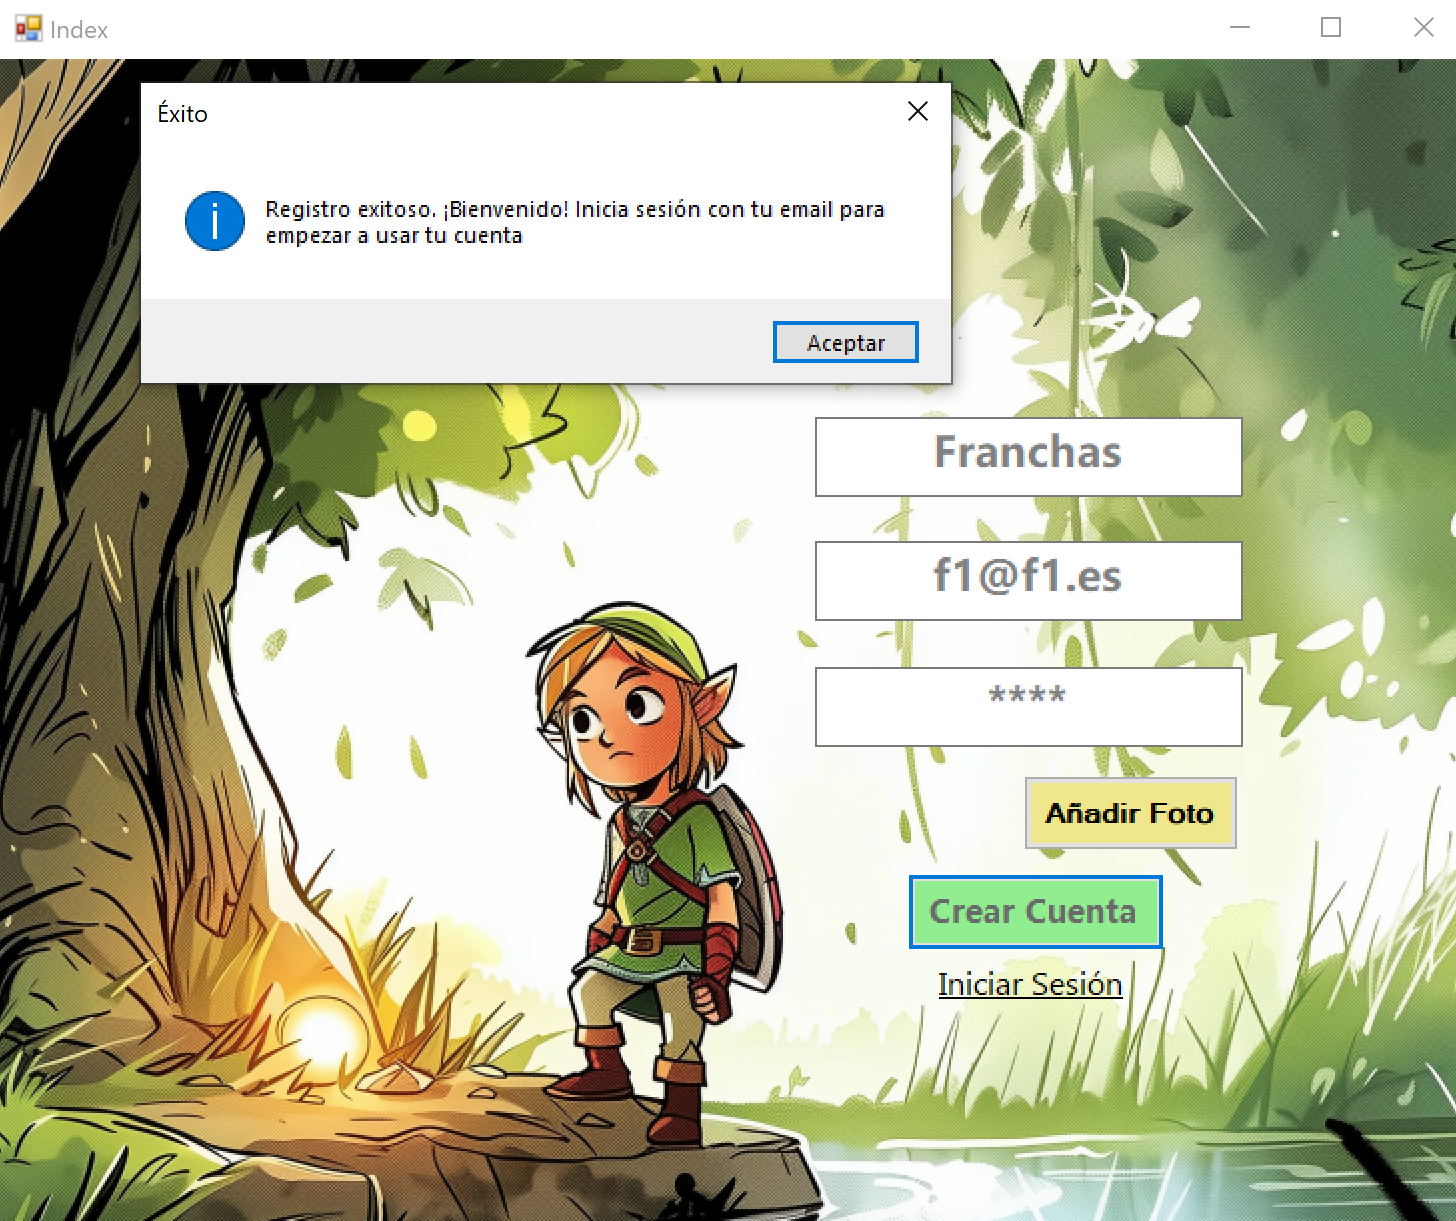 Index
Éxito
Registro exitoso. ¡Bienvenido! Inicia sesión con tu email para
empezar a usar tu cuenta
Aceptar
Franchas
f1@f1.es
****
Añadir Foto
Crear Cuenta
Iniciar Sesión